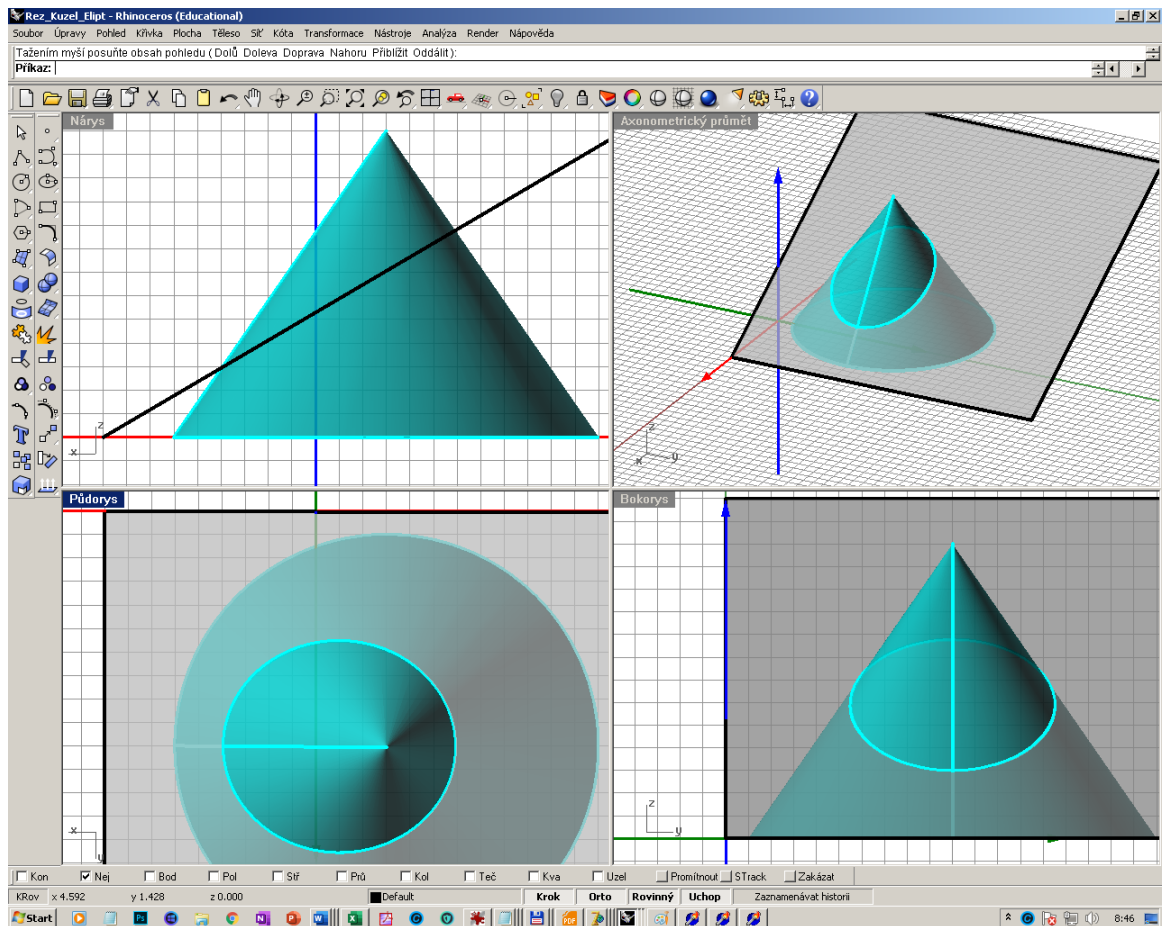 Rez_Kuzel_Elipt - Rhinoceros (Educational)
Soubor Úpravy Pohled Křivka Plocha Těleso Síť Kóta Transformace Nástroje Analýza Render Nápověda
Tažením myší posuňte obsah pohledu ( Dolů Doleva Doprava Nahoru Přiblížit Oddálit ):
Příkaz:
Nárys
Axonometrický průmět
z
x
z
x
y
Půdorys
Bokorys
x
y
z
y
Kon Nej Bod Pol Stř Prů Kol Teč Kva Uzel Promítnout STrack Zakázat
KRov x 4.592 y 1.428 z 0.000 Default Krok Orto Rovinný Uchop Zaznamenávat historii
Start 8:46